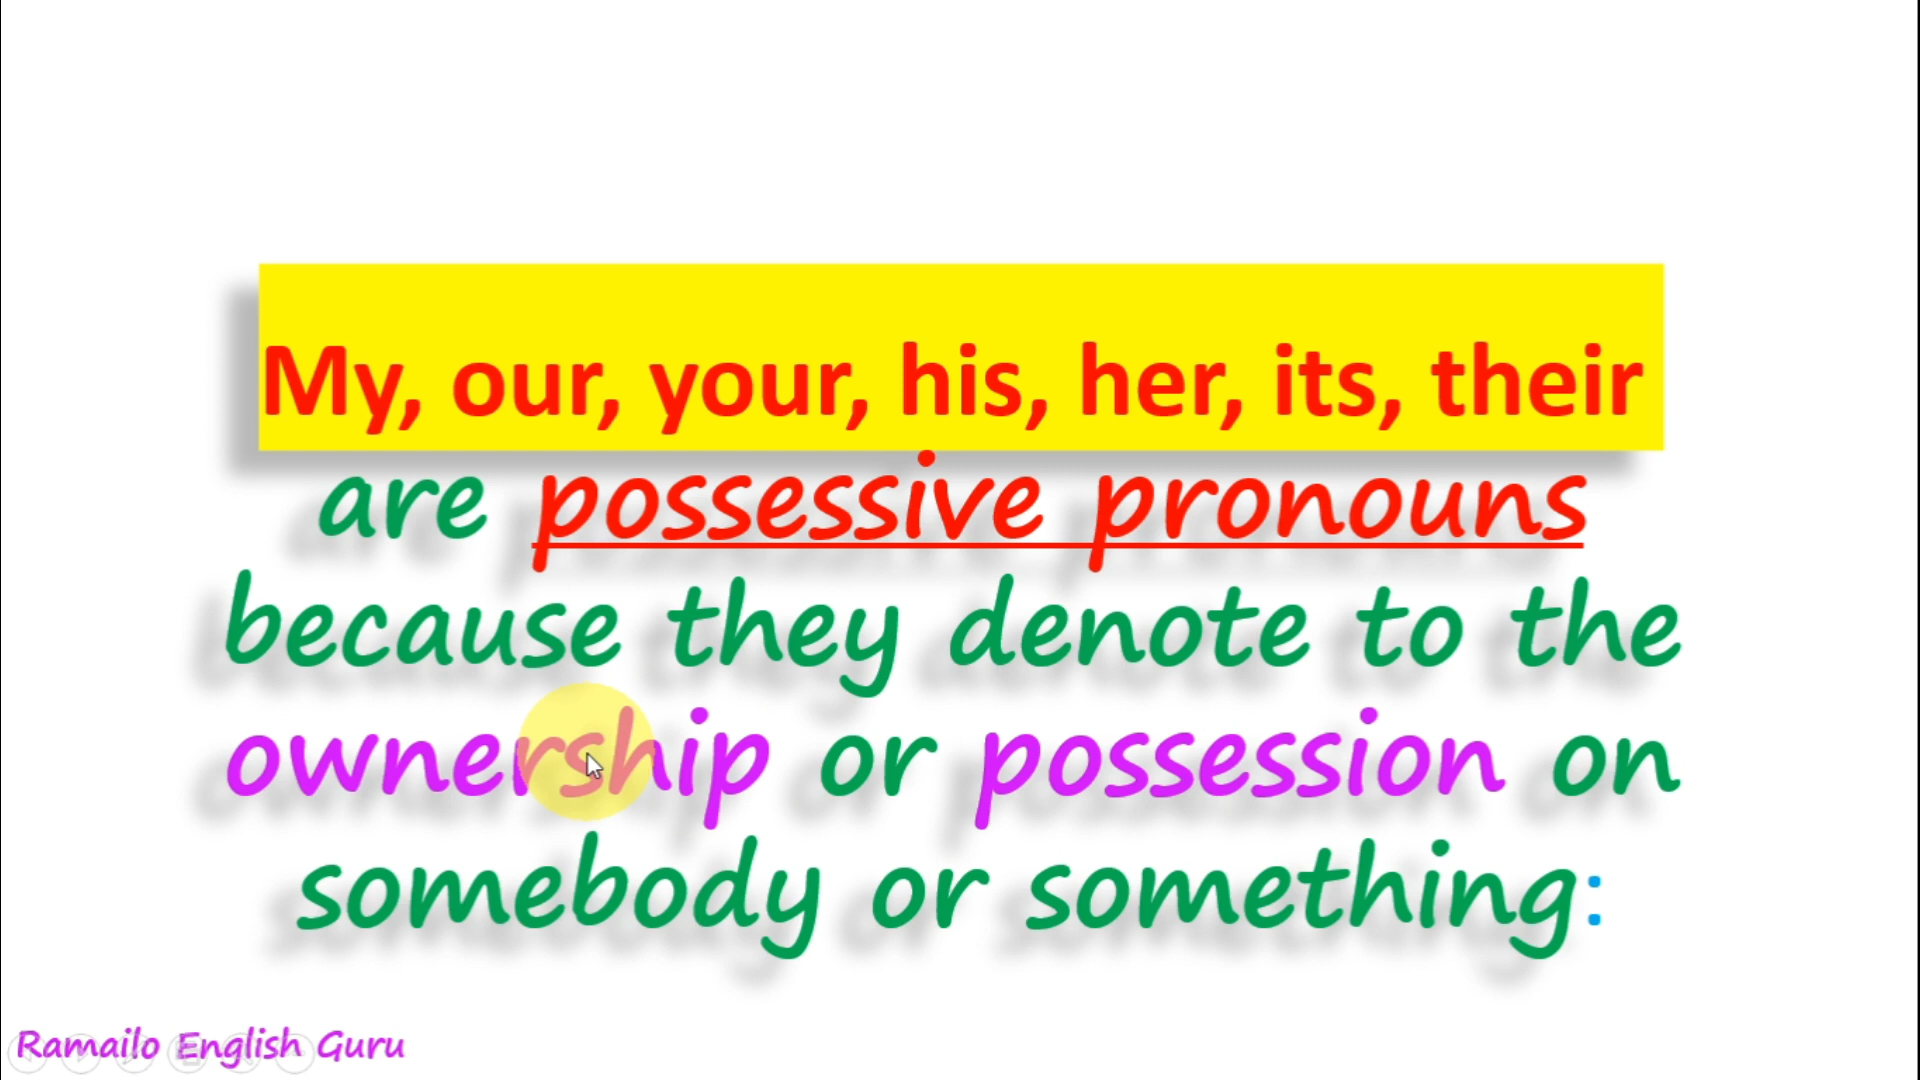 My, our, your, his, her, its, their
are possessive pronouns
because they denote to the
ownership or possession on
somebody or something:
Ramailo English Guru